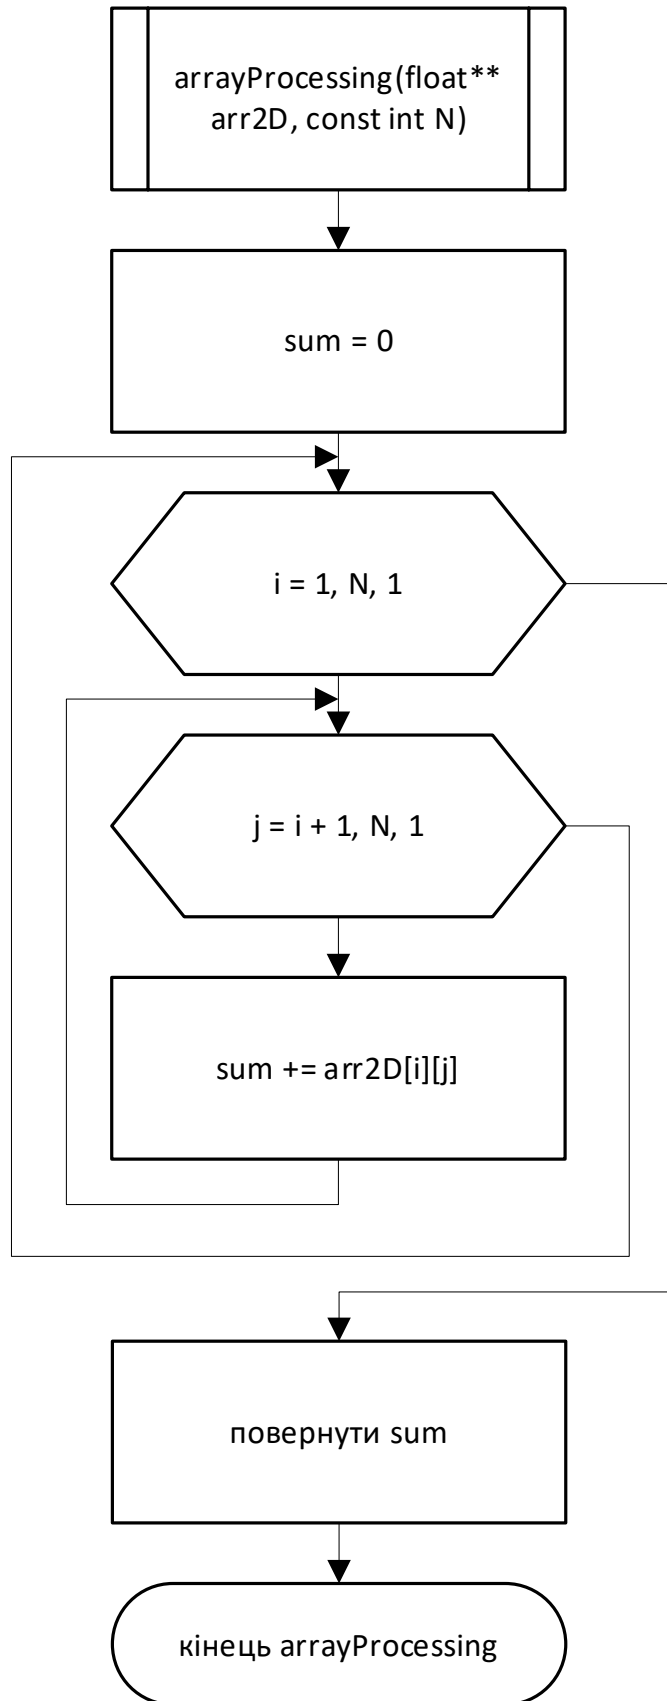 arrayProcessing(float**
arr2D, const int N)
sum = 0
i = 1, N, 1
j = i + 1, N, 1
sum += arr2D[i][j]
повернути sum
кінець arrayProcessing